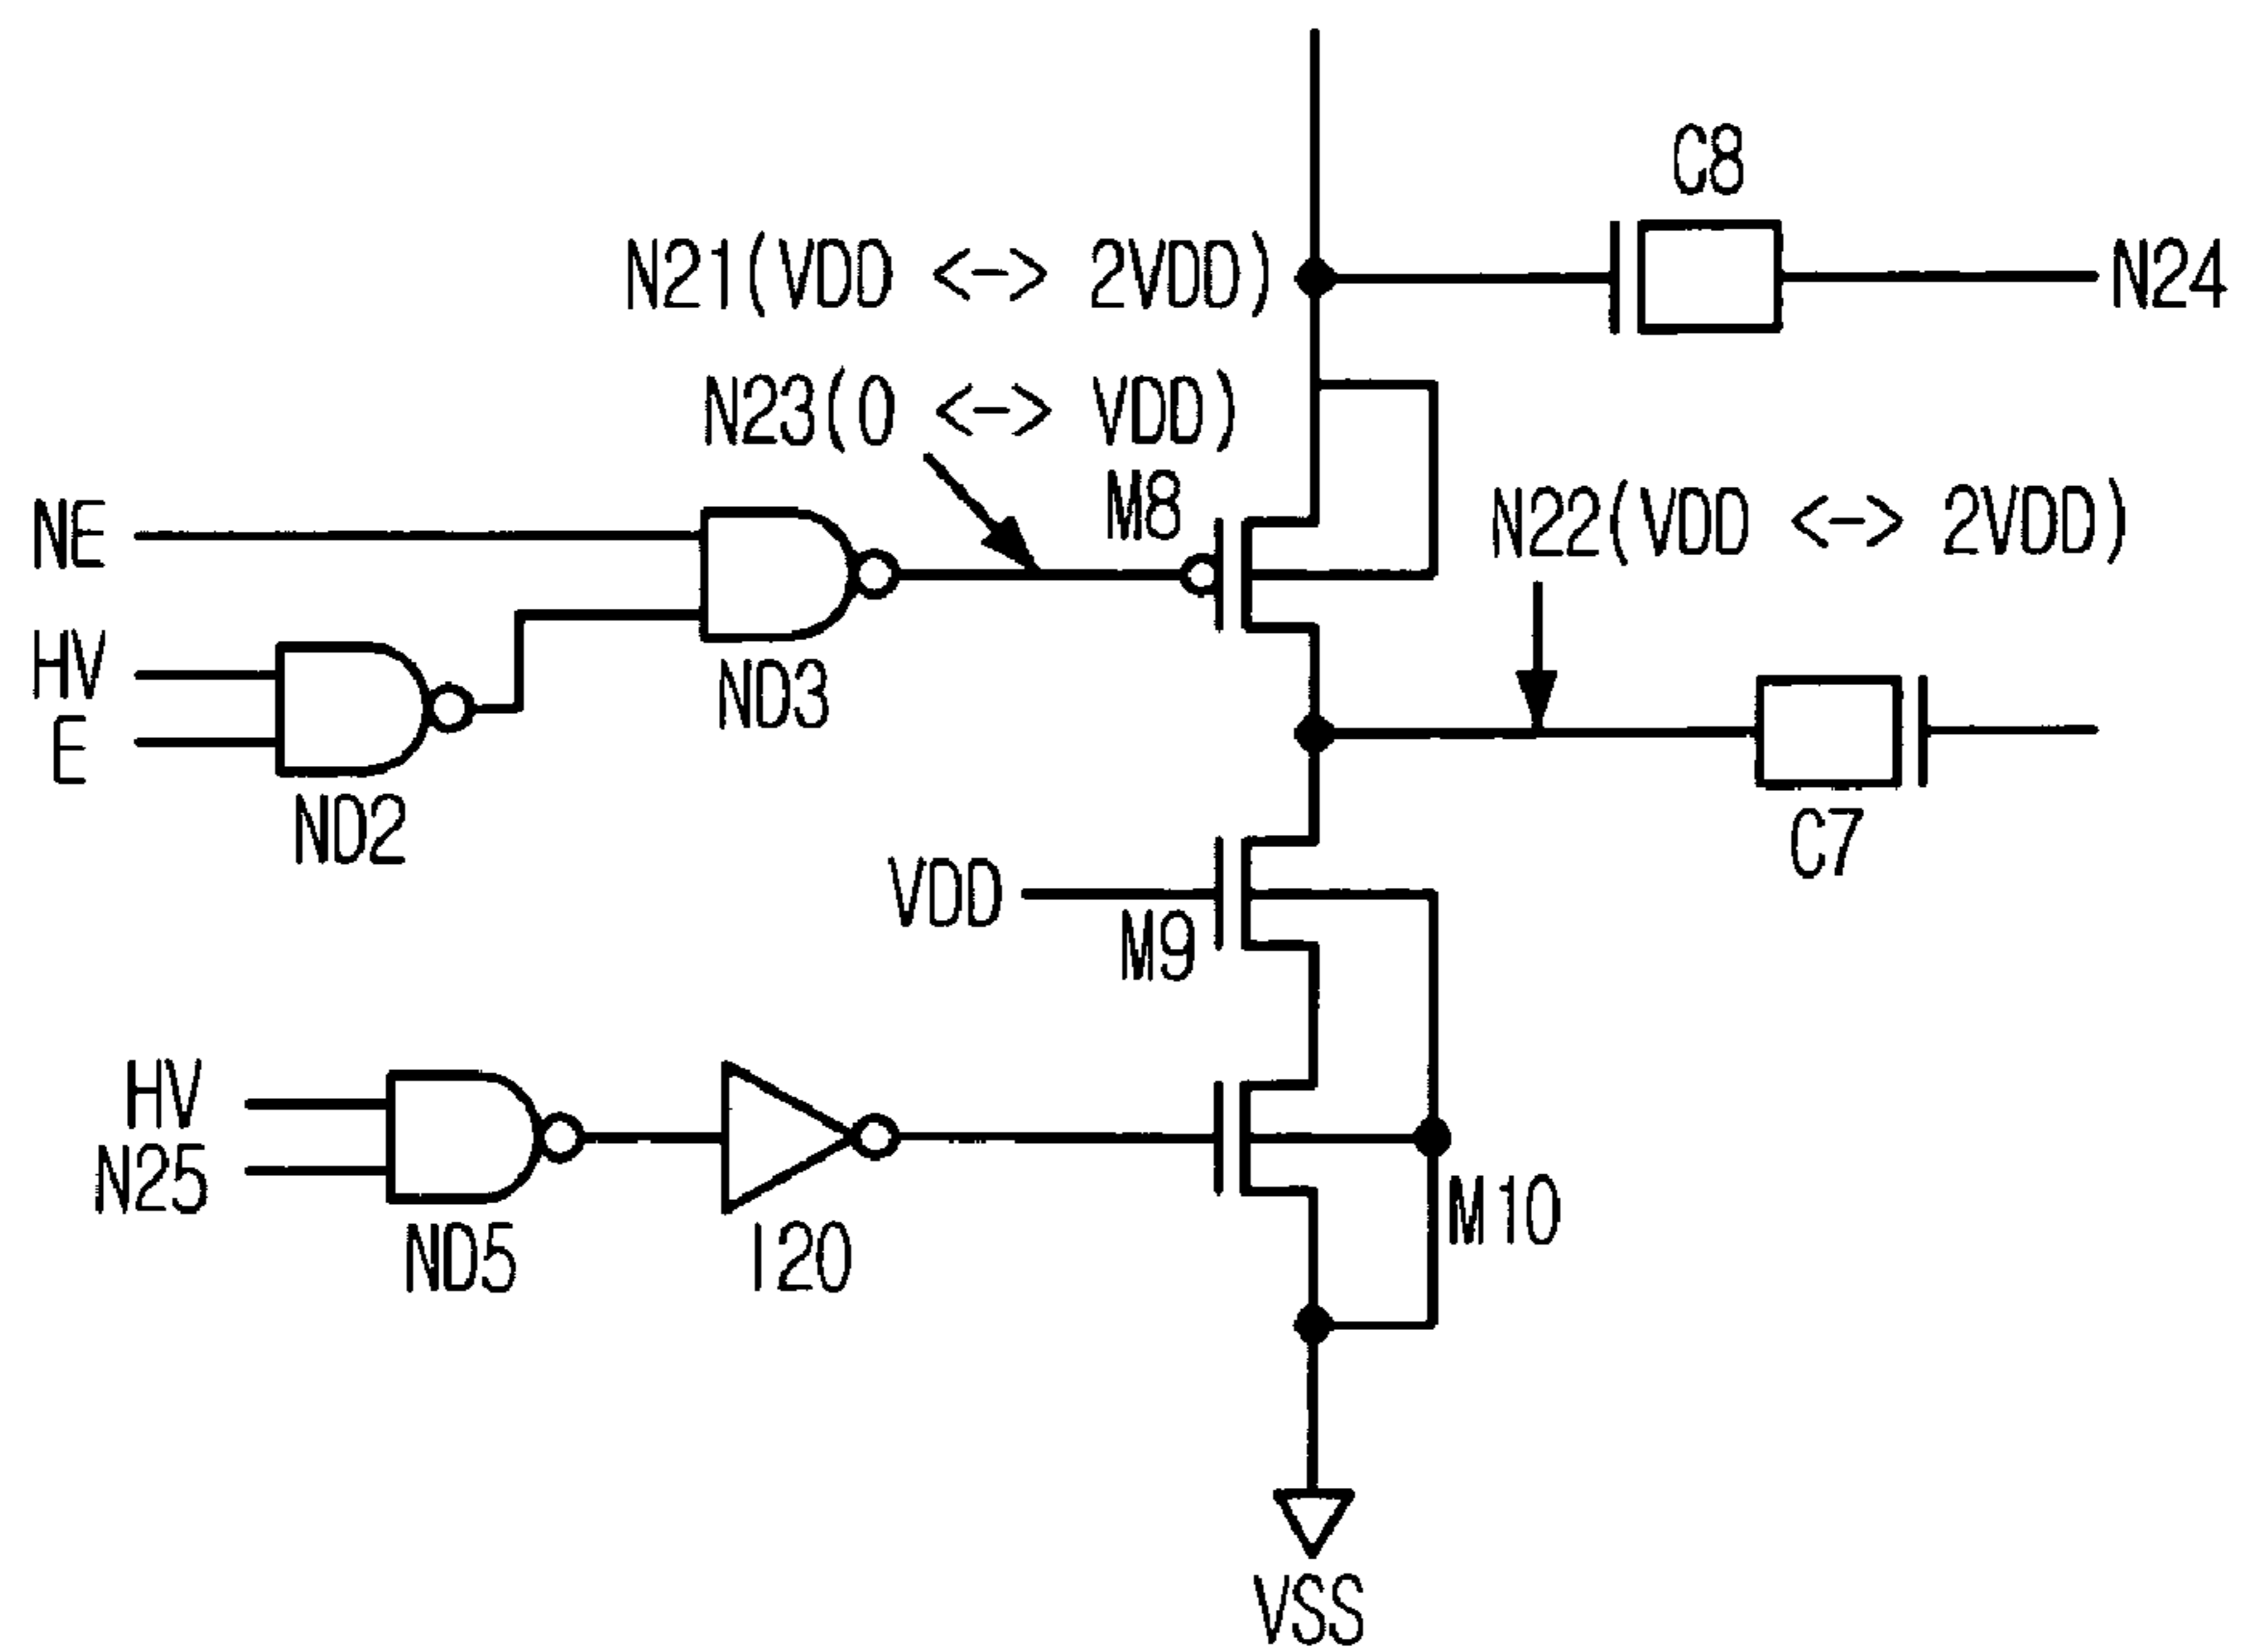 C8
N21(VDD <-> 2VDD)
N24
N23(0 <-> VDD)
M8
NE
N22(VDD <-> 2VDD)
HV
ND3
E
ND2
C7
VDD
M9
HV
N25
M10
ND5
I20
VSS